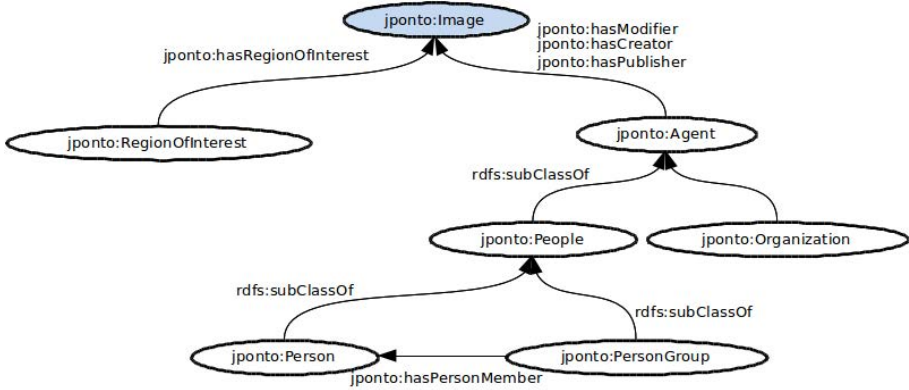 jponto:Image
jponto:hasModifier
jponto:hasCreator
jponto:hasPublisher
jponto:hasRegionOfInterest
jponto:RegionOfInterest
jponto:Agent
rdfs:subClassOf
jponto:People
jponto:Organization
rdfs:subClassOf
rdfs:subClassOf
jponto:Person
jponto:PersonGroup
jponto:hasPersonMember